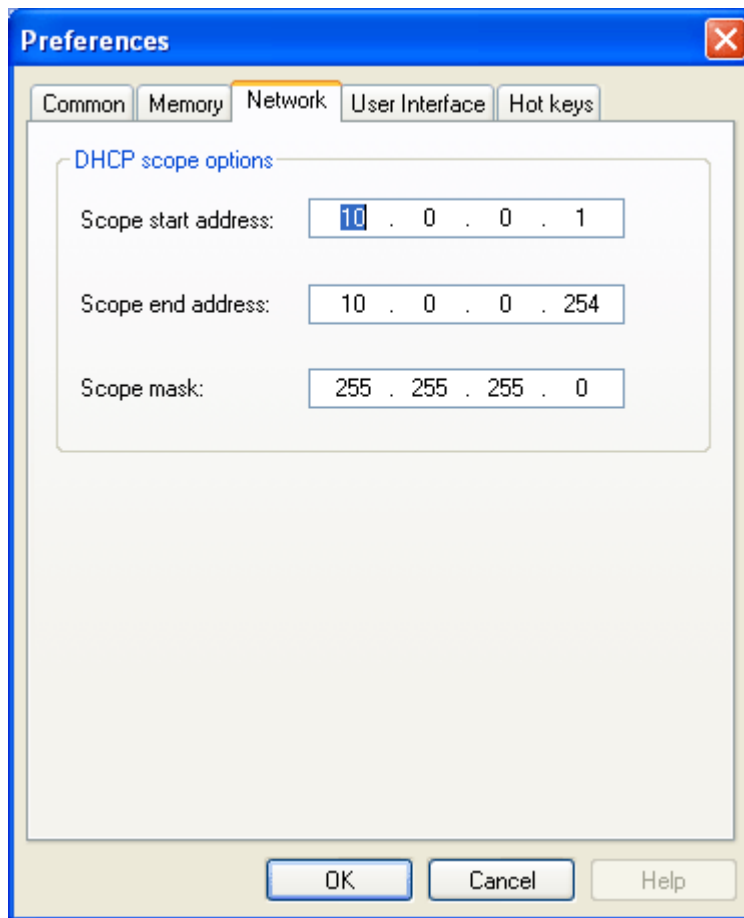 Preferences
Common Memory Network User Interface Hot keys
DHCP scope options
Scope start address: 10 . 0 . 0 . 1
Scope end address: 10 . 0 . 0 . 254
Scope mask: 255 . 255 . 255 . 0
OK Cancel Help